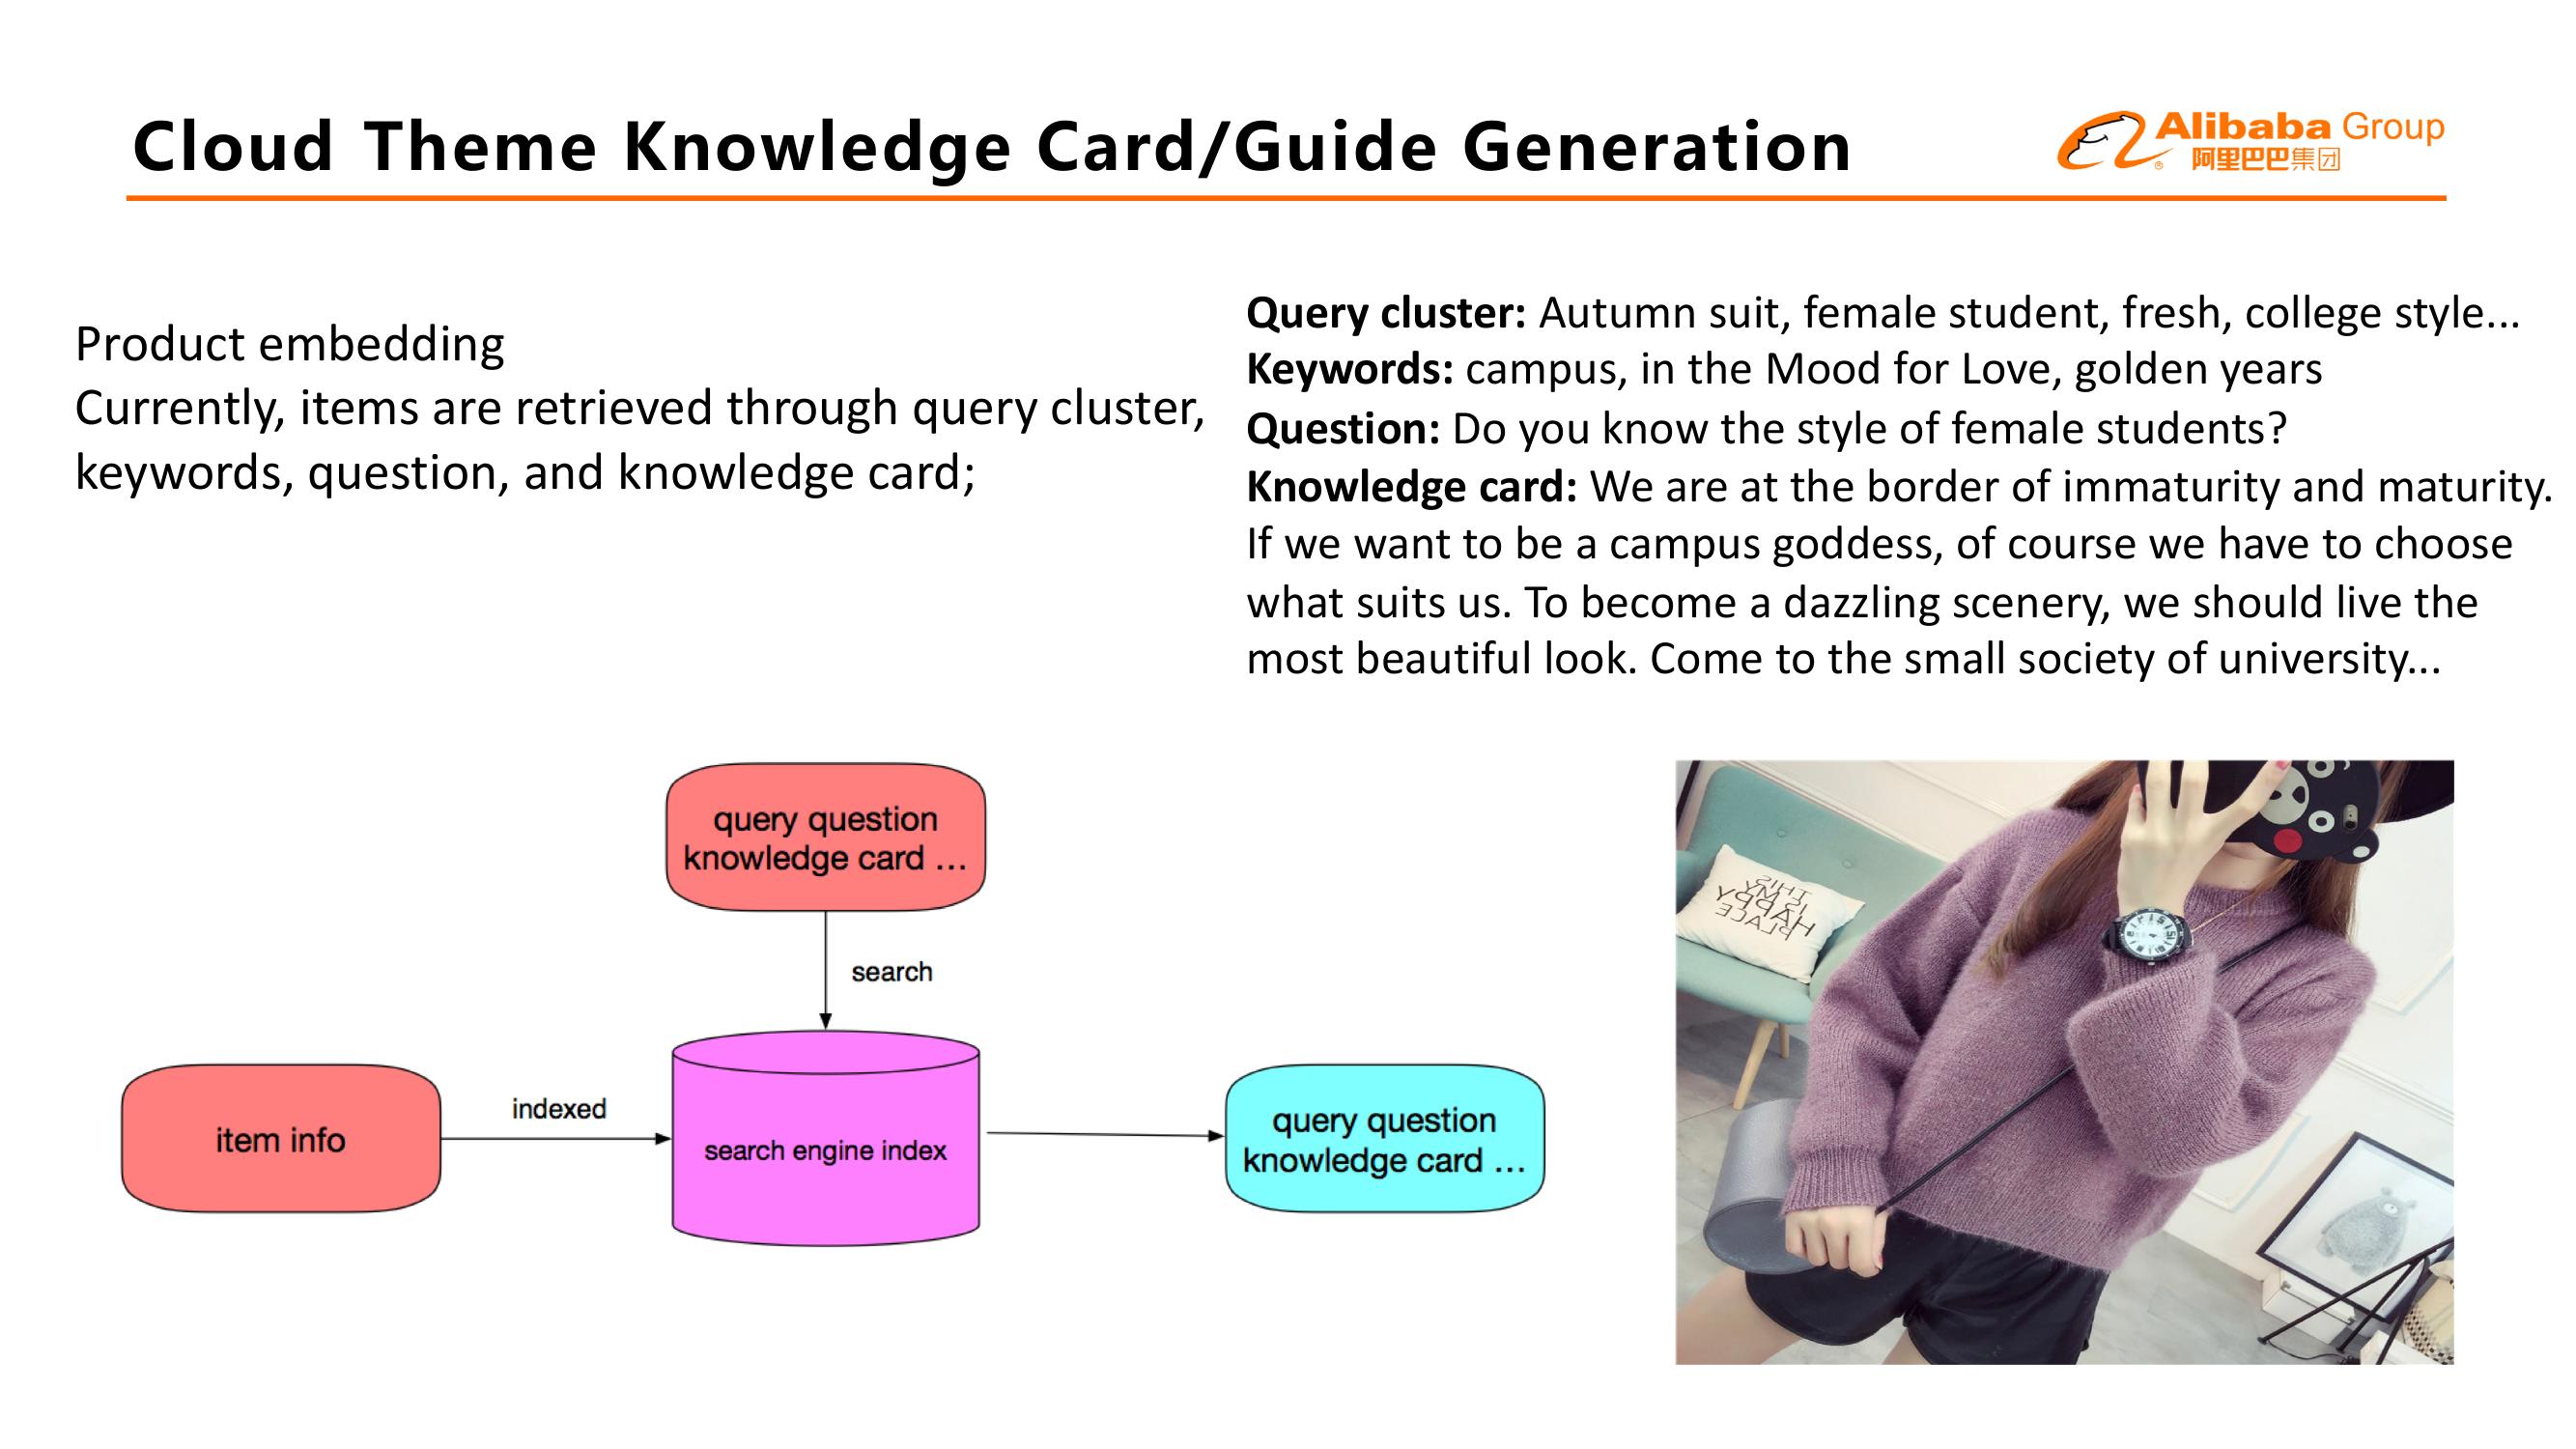 Cloud Theme Knowledge Card/Guide Generation
Alibaba Group
阿里巴巴集团
Product embedding
Currently, items are retrieved through query cluster,
keywords, question, and knowledge card;
Query cluster: Autumn suit, female student, fresh, college style...
Keywords: campus, in the Mood for Love, golden years
Question: Do you know the style of female students?
Knowledge card: We are at the border of immaturity and maturity.
If we want to be a campus goddess, of course we have to choose
what suits us. To become a dazzling scenery, we should live the
most beautiful look. Come to the small society of university...
query question
knowledge card ...
search
item info
indexed
search engine index
query question
knowledge card ...
THIS
IS MY
HAPPY
PLACE